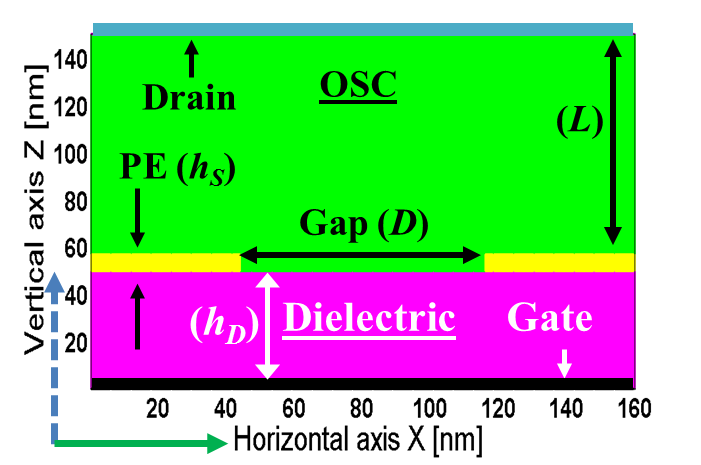 140
120
100
80
60
40
20
Vertical axis Z [nm]
Drain
OSC
(L)
PE (hS)
Gap (D)
(hD)
Dielectric
Gate
20 40 60 80 100 120 140 160
Horizontal axis X [nm]